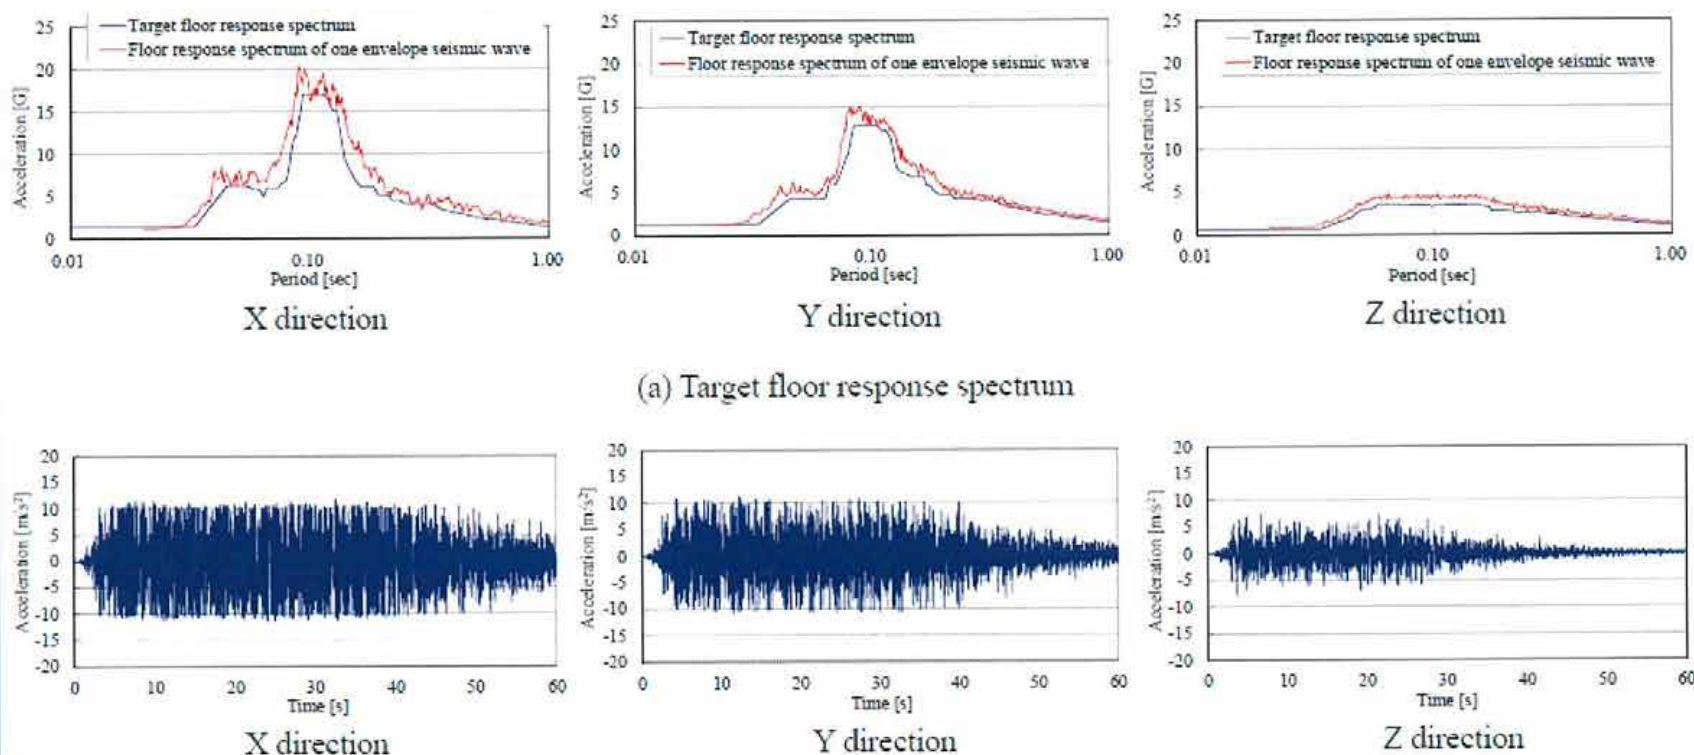 Target floor response spectrum
Floor response spectrum of one envelope seismic wave
25
20
15
10
5
0
Acceleration [G]
0.01
0.10
1.00
Period [sec]
X direction
Target floor response spectrum
Floor response spectrum of one envelope seismic wave
25
20
15
10
5
0
Acceleration [G]
0.01
0.10
1.00
Period [sec]
Y direction
Target floor response spectrum
Floor response spectrum of one envelope seismic wave
25
20
15
10
5
0
Acceleration [G]
0.01
0.10
1.00
Period [sec]
Z direction
(a) Target floor response spectrum
20
15
10
5
0
-5
-10
-15
-20
Acceleration [m/s²]
0 10 20 30 40 50 60
Time [s]
X direction
20
15
10
5
0
-5
-10
-15
-20
Acceleration [m/s²]
0 10 20 30 40 50 60
Time [s]
Y direction
20
15
10
5
0
-5
-10
-15
-20
Acceleration [m/s²]
0 10 20 30 40 50 60
Time [s]
Z direction